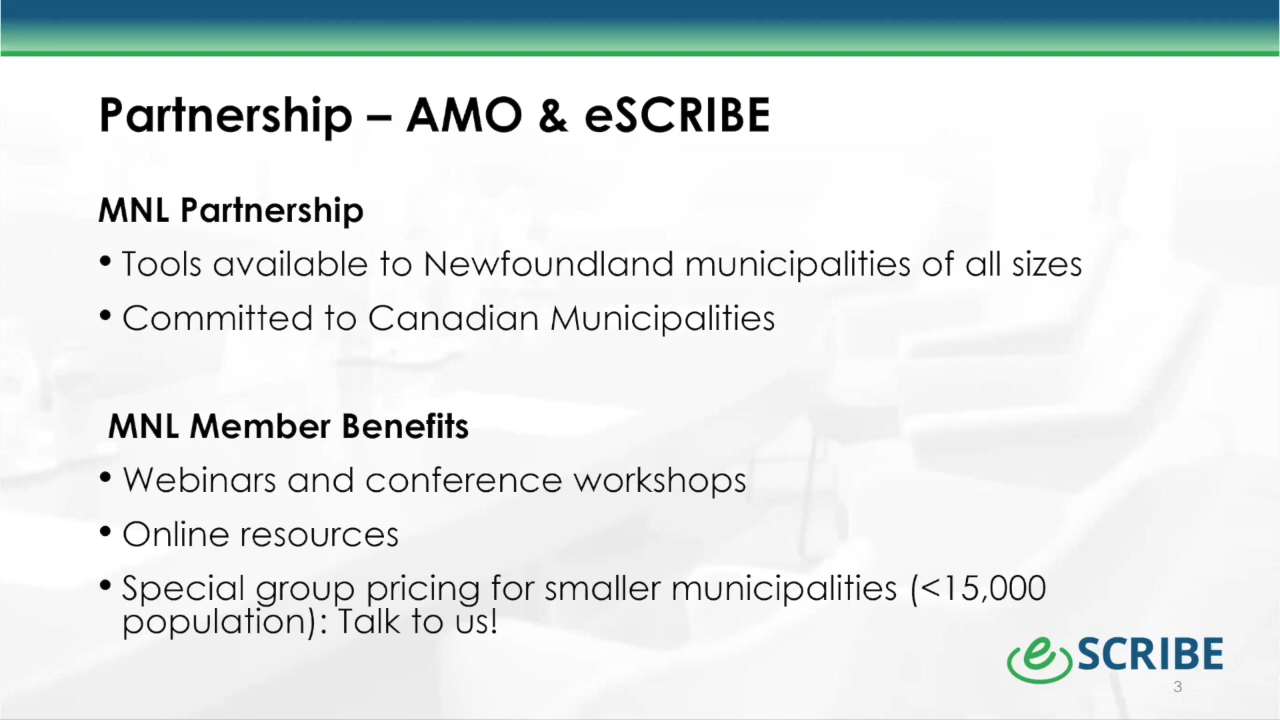 Partnership – AMO & eSCRIBE
MNL Partnership
• Tools available to Newfoundland municipalities of all sizes
• Committed to Canadian Municipalities
MNL Member Benefits
• Webinars and conference workshops
• Online resources
• Special group pricing for smaller municipalities (<15,000
population): Talk to us!
eSCRIBE
3